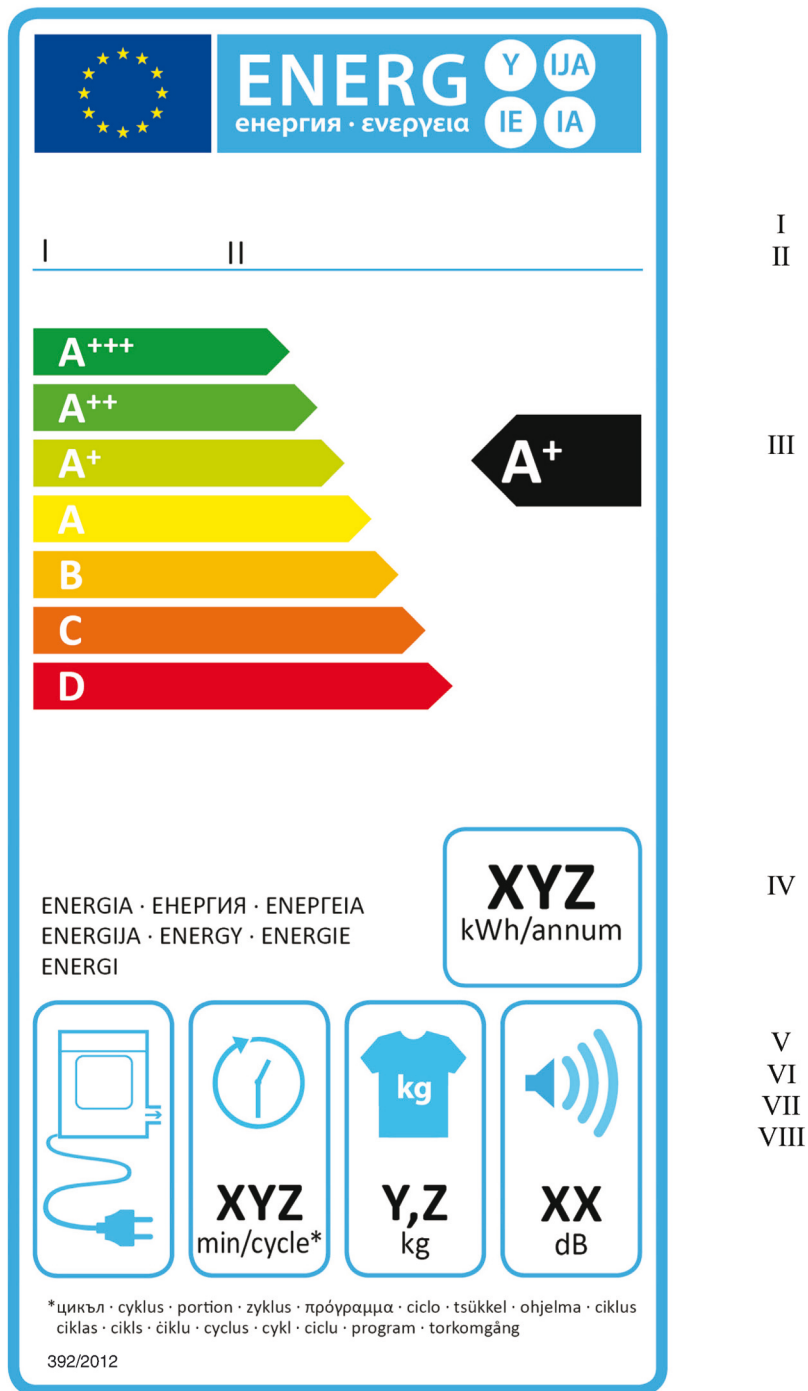 ENERG Y IJA
енергия · ενεργεια IE IA
I
I II
II
A+++
A++
A+ A+ III
A
B
C
D
XYZ IV
kWh/annum
ENERGIA · ЕНЕРГИЯ · ΕΝΕΡΓΕΙΑ
ENERGIJA · ENERGY · ENERGIE
ENERGI
V
VI
kg VII
VIII
XYZ Y,Z XX
min/cycle* kg dB
*цикъл · cyklus · portion · zyklus · πρόγραμμα · ciclo · tsükkel · ohjelma · ciklus
ciklas · cikls · ċiklu · cyclus · cykl · ciclu · program · torkomgång
392/2012